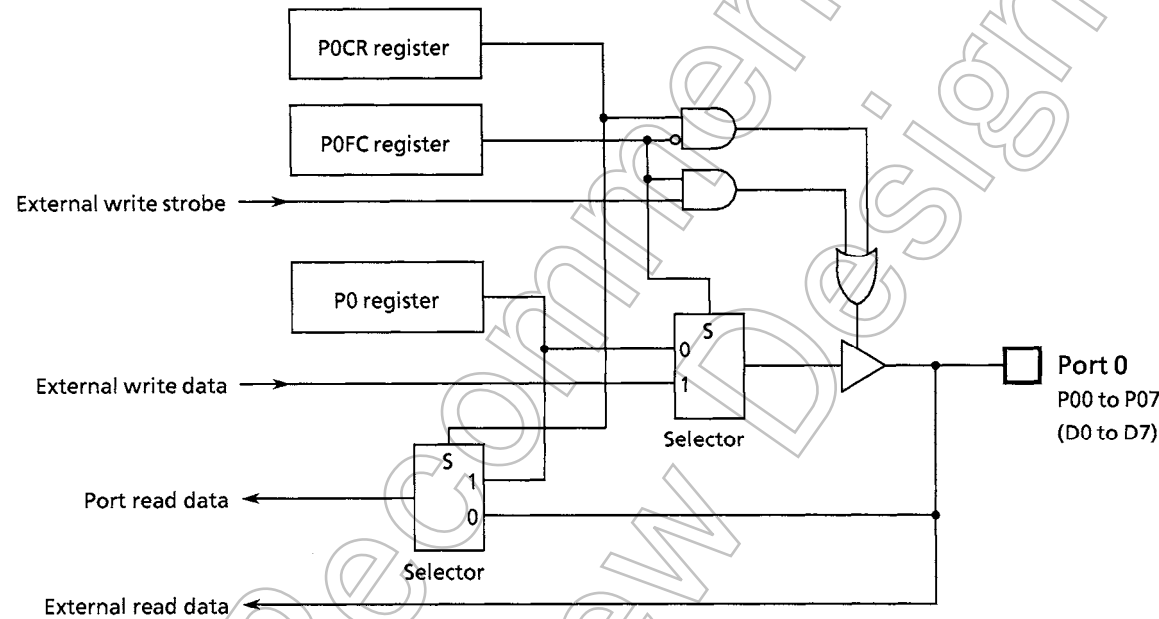 P0CR register
P0FC register
External write strobe
P0 register
S
0
1
External write data
Selector
Port 0
P00 to P07
(D0 to D7)
S
1
0
Port read data
Selector
External read data